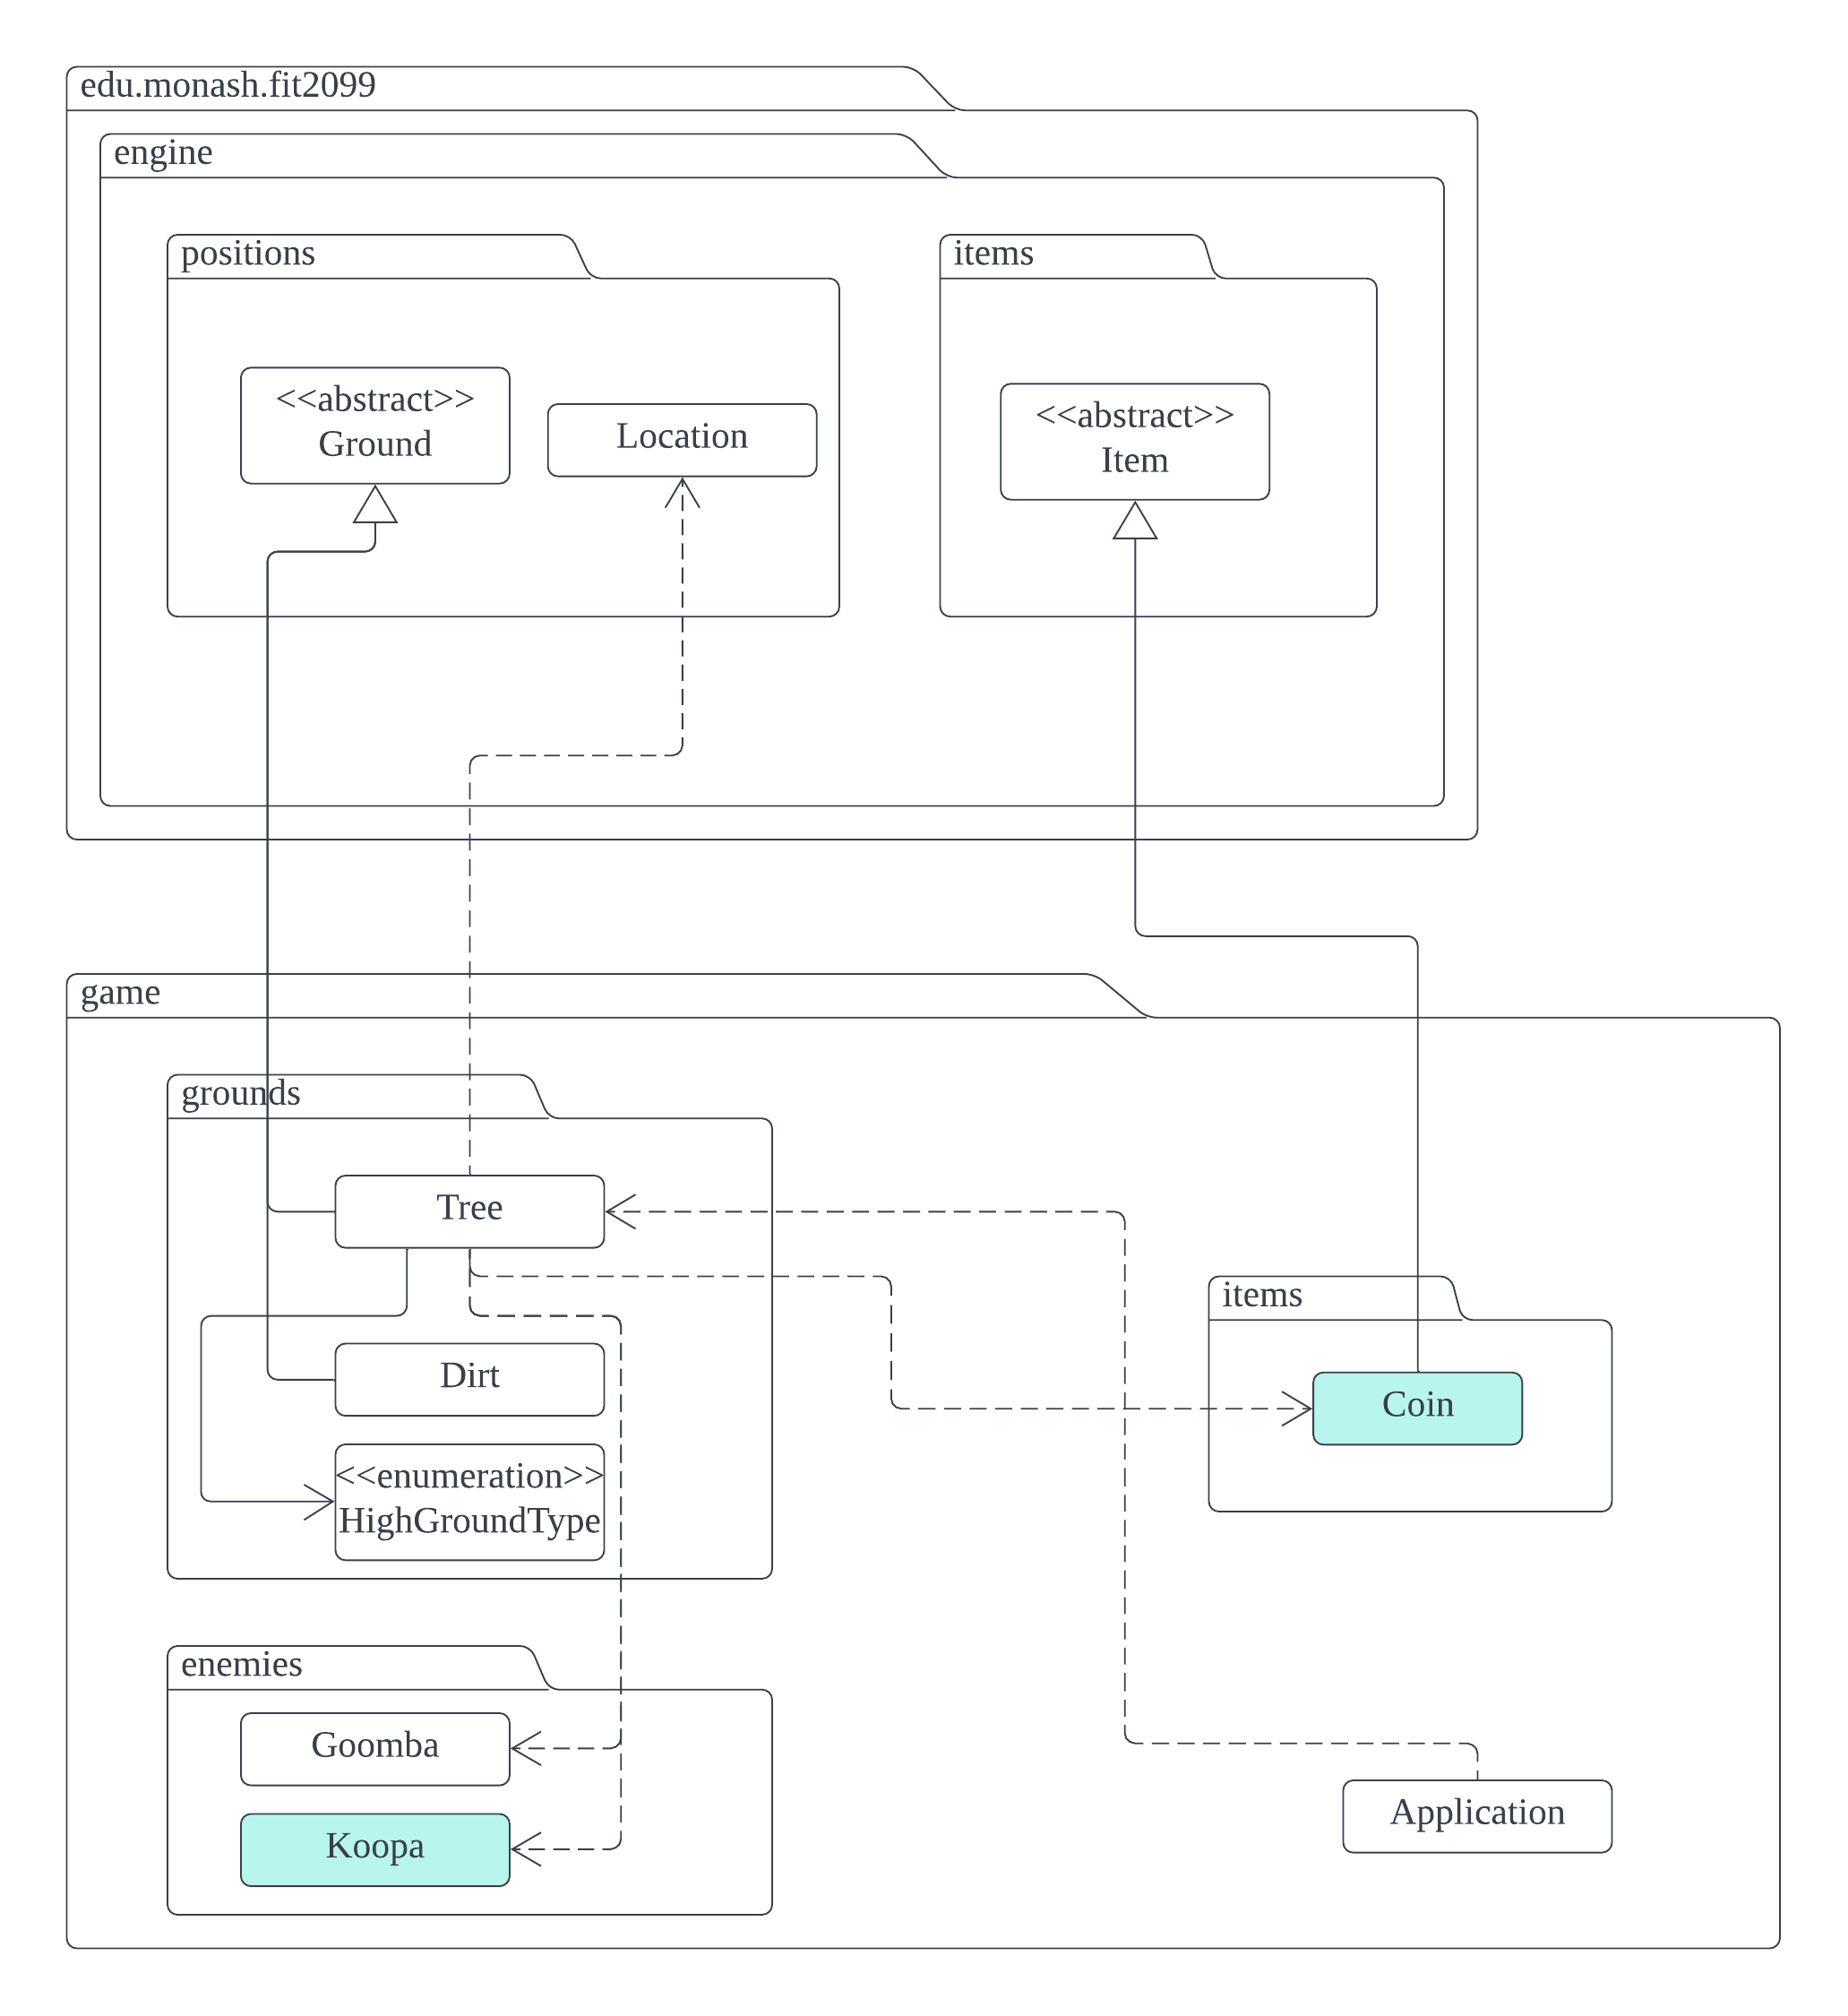 edu.monash.fit2099
engine
positions
items
<<abstract>>
Ground
Location
<<abstract>>
Item
game
grounds
Tree
items
Dirt
Coin
<<enumeration>>
HighGroundType
enemies
Goomba
Application
Koopa